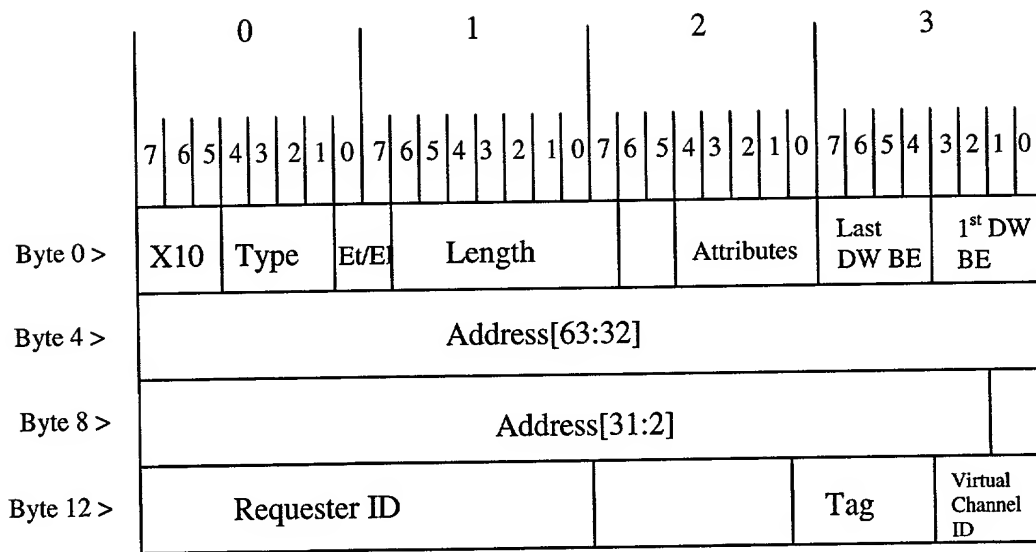 0 1 2 3
7 6 5 4 3 2 1 0 7 6 5 4 3 2 1 0 7 6 5 4 3 2 1 0 7 6 5 4 3 2 1 0
Byte 0 > X10 Type Et/El Length Attributes Last DW BE 1st DW BE
Byte 4 > Address[63:32]
Byte 8 > Address[31:2]
Byte 12 > Requester ID Tag Virtual Channel ID